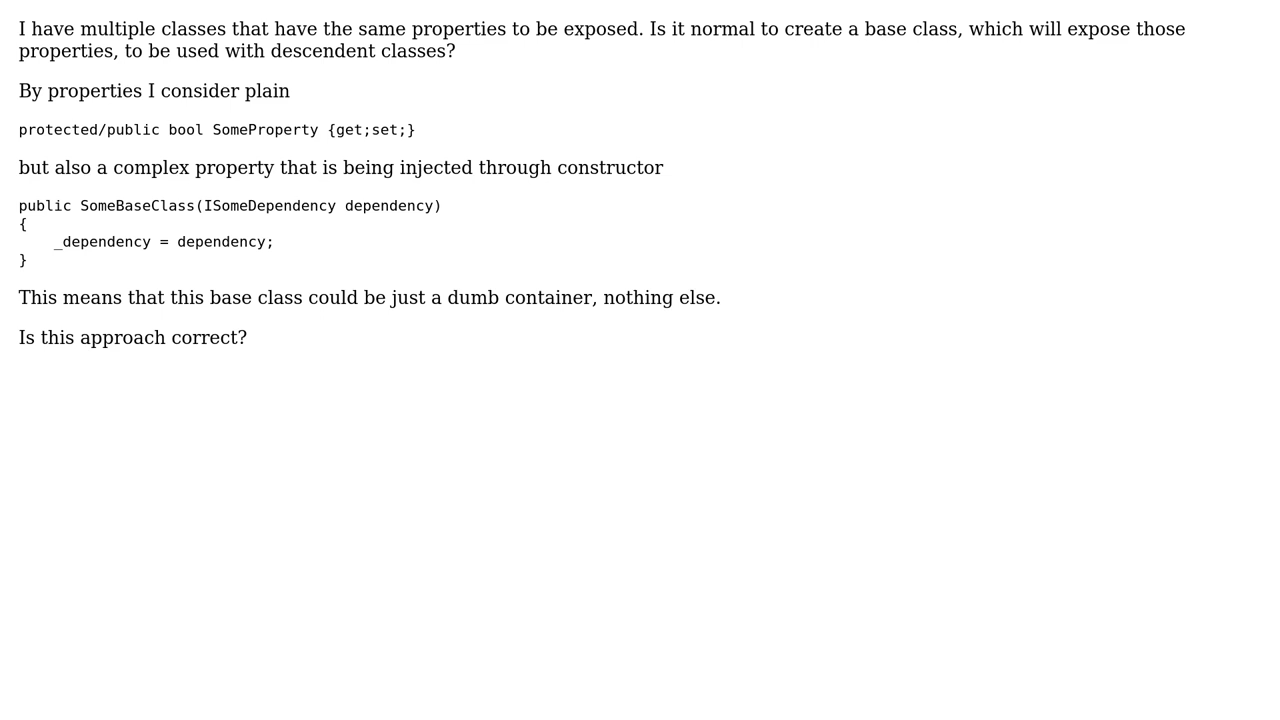 I have multiple classes that have the same properties to be exposed. Is it normal to create a base class, which will expose those
properties, to be used with descendent classes?
By properties I consider plain
protected/public bool SomeProperty {get;set;}
but also a complex property that is being injected through constructor
public SomeBaseClass(ISomeDependency dependency)
{
    _dependency = dependency;
}
This means that this base class could be just a dumb container, nothing else.
Is this approach correct?